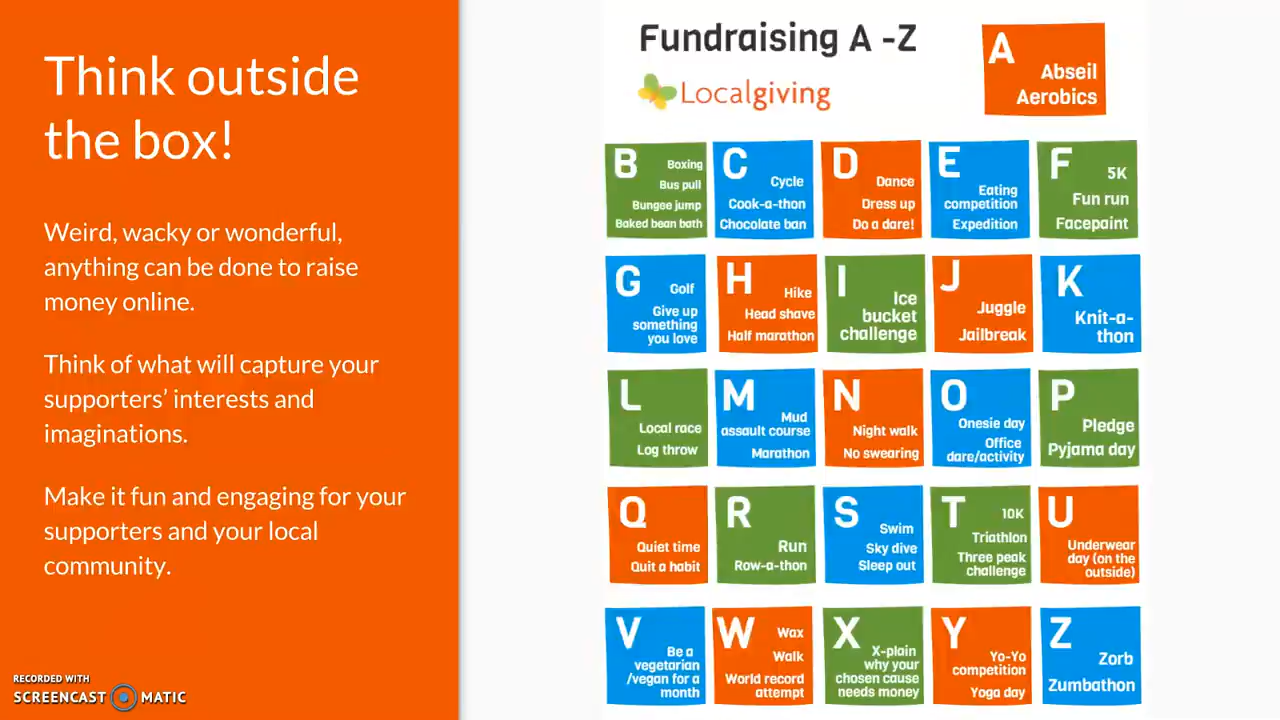 Think outside
the box!
Weird, wacky or wonderful,
anything can be done to raise
money online.
Think of what will capture your
supporters’ interests and
imaginations.
Make it fun and engaging for your
supporters and your local
community.
RECORDED WITH
SCREENCAST MATIC
Fundraising A -Z
Localgiving
A
Abseil
Aerobics
B
Boxing
Bus pull
Bungee jump
Baked bean bath
C
Cycle
Cook-a-thon
Chocolate ban
D
Dance
Dress up
Do a dare!
E
Eating
competition
Expedition
F
5K
Fun run
Facepaint
G
Golf
Give up
something
you love
H
Hike
Head shave
Half marathon
I
Ice
bucket
challenge
J
Juggle
Jailbreak
K
Knit-a-
thon
L
Local race
Log throw
M
Mud
assault course
Marathon
N
Night walk
No swearing
O
Onesie day
Office
dare/activity
P
Pledge
Pyjama day
Q
Quiet time
Quit a habit
R
Run
Row-a-thon
S
Swim
Sky dive
Sleep out
T
10K
Triathlon
Three peak
challenge
U
Underwear
day (on the
outside)
V
Be a
vegetarian
/vegan for a
month
W
Wax
Walk
World record
attempt
X
X-plain
why your
chosen cause
needs money
Y
Yo-Yo
competition
Yoga day
Z
Zorb
Zumbathon